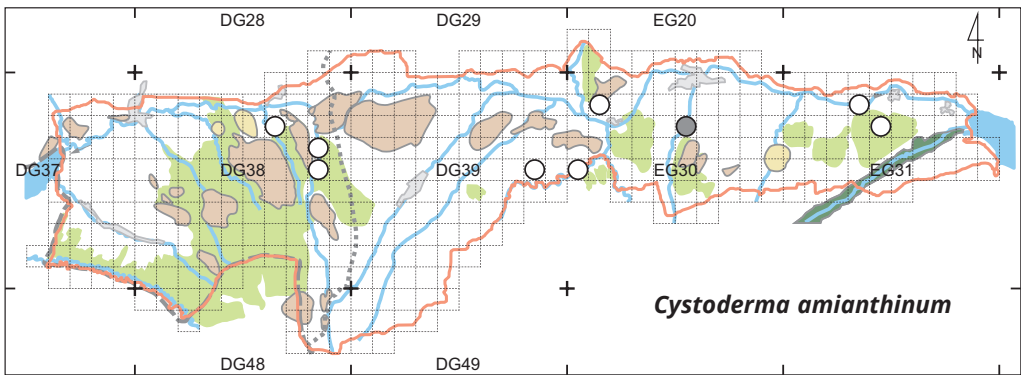 DG28 DG29 EG20
N
DG37 DG38 DG39 EG30 EG31
Cystoderma amianthinum
DG48 DG49